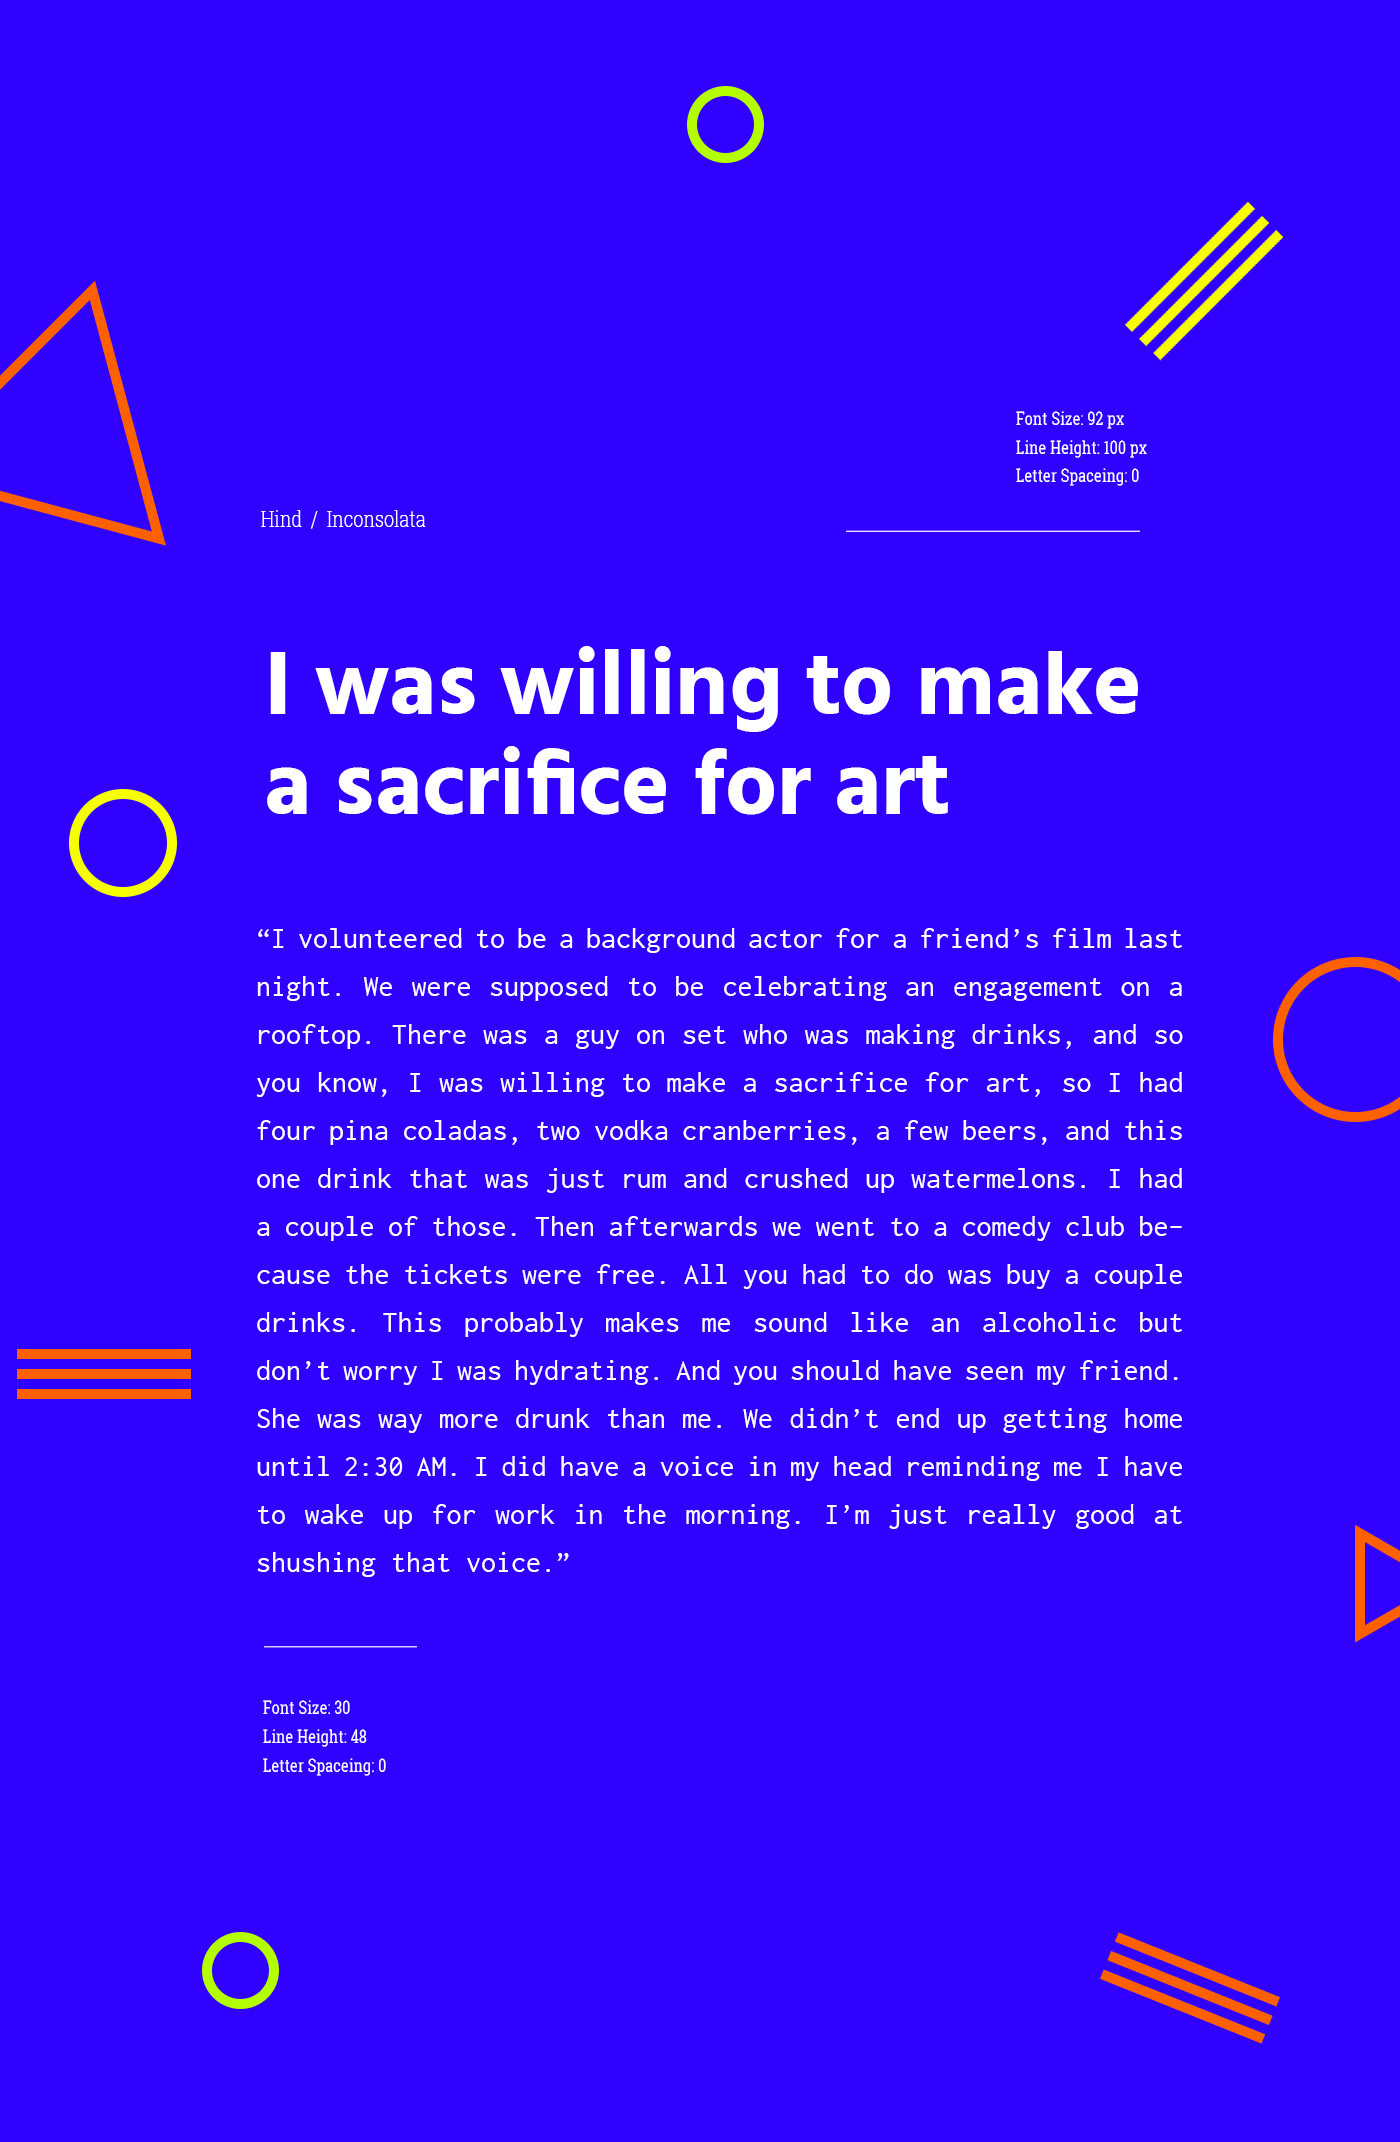 Font Size: 92 px
Line Height: 100 px
Letter Spaceing: 0
Hind / Inconsolata
I was willing to make
a sacrifice for art
“I volunteered to be a background actor for a friend’s film last
night. We were supposed to be celebrating an engagement on a
rooftop. There was a guy on set who was making drinks, and so
you know, I was willing to make a sacrifice for art, so I had
four pina coladas, two vodka cranberries, a few beers, and this
one drink that was just rum and crushed up watermelons. I had
a couple of those. Then afterwards we went to a comedy club be-
cause the tickets were free. All you had to do was buy a couple
drinks. This probably makes me sound like an alcoholic but
don’t worry I was hydrating. And you should have seen my friend.
She was way more drunk than me. We didn’t end up getting home
until 2:30 AM. I did have a voice in my head reminding me I have
to wake up for work in the morning. I’m just really good at
shushing that voice.”
Font Size: 30
Line Height: 48
Letter Spaceing: 0